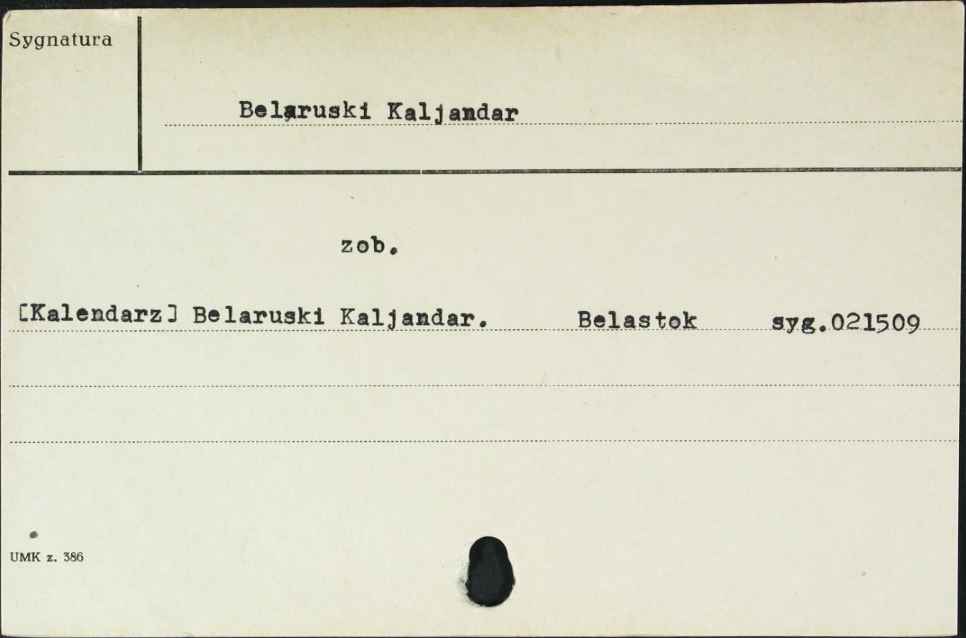 Sygnatura
Belaruski Kaljandar
zob.
[Kalendarz] Belaruski Kaljandar. Belastok syg.021509
UMK z. 386